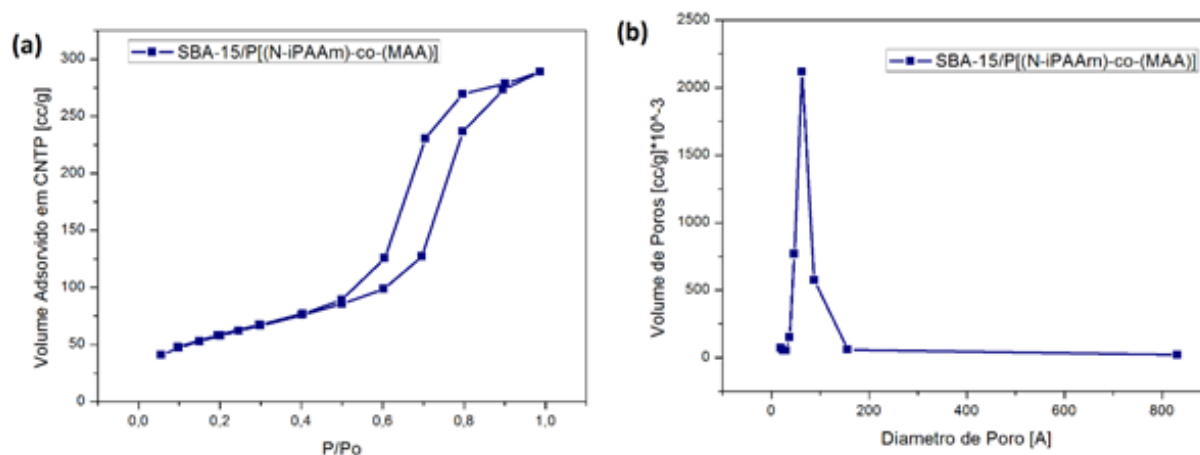 (a)
SBA-15/P[(N-iPAAm)-co-(MAA)]
Volume Adsorvido em CNTP [cc/g]
300
250
200
150
100
50
0
0,0 0,2 0,4 0,6 0,8 1,0
P/Po
(b)
SBA-15/P[(N-iPAAm)-co-(MAA)]
Volume de Poros [cc/g]*10^-3
2500
2000
1500
1000
500
0
0 200 400 600 800
Diametro de Poro [A]